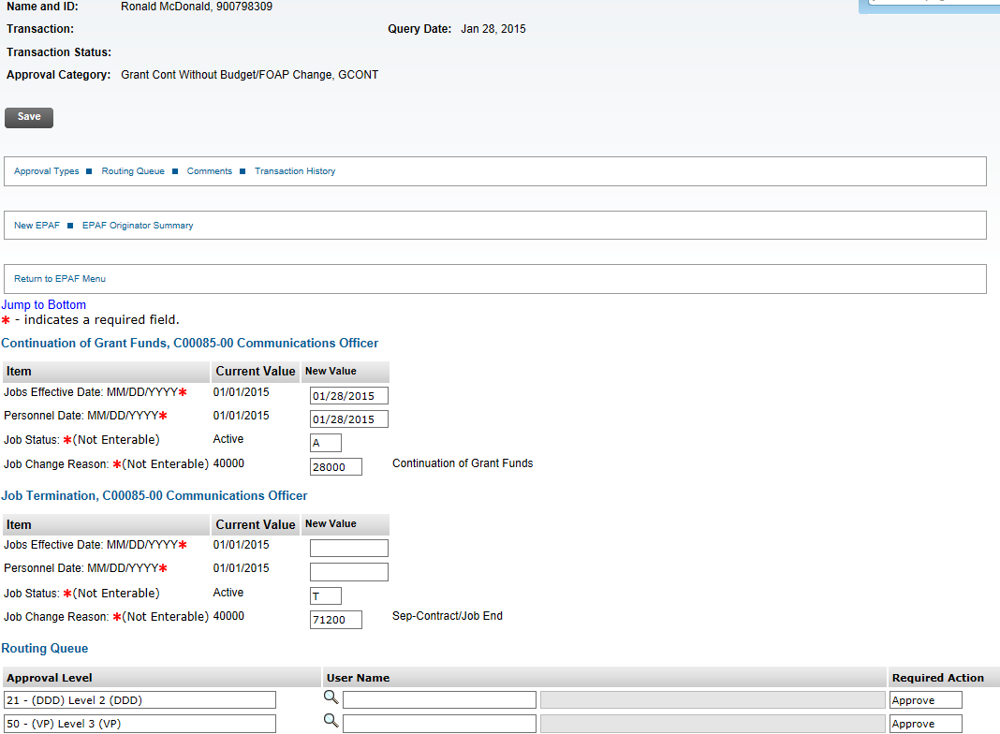 Name and ID: Ronald McDonald, 900798309
Transaction: Query Date: Jan 28, 2015
Transaction Status:
Approval Category: Grant Cont Without Budget/FOAP Change, GCONT
Save
Approval Types Routing Queue Comments Transaction History
New EPAF EPAF Originator Summary
Return to EPAF Menu
Jump to Bottom
* - indicates a required field.
Continuation of Grant Funds, C00085-00 Communications Officer
Item Current Value New Value
Jobs Effective Date: MM/DD/YYYY* 01/01/2015 01/28/2015
Personnel Date: MM/DD/YYYY* 01/01/2015 01/28/2015
Job Status: *(Not Enterable) Active A
Job Change Reason: *(Not Enterable) 40000 28000 Continuation of Grant Funds
Job Termination, C00085-00 Communications Officer
Item Current Value New Value
Jobs Effective Date: MM/DD/YYYY* 01/01/2015
Personnel Date: MM/DD/YYYY* 01/01/2015
Job Status: *(Not Enterable) Active T
Job Change Reason: *(Not Enterable) 40000 71200 Sep-Contract/Job End
Routing Queue
Approval Level User Name Required Action
21 - (DDD) Level 2 (DDD) Approve
50 - (VP) Level 3 (VP) Approve